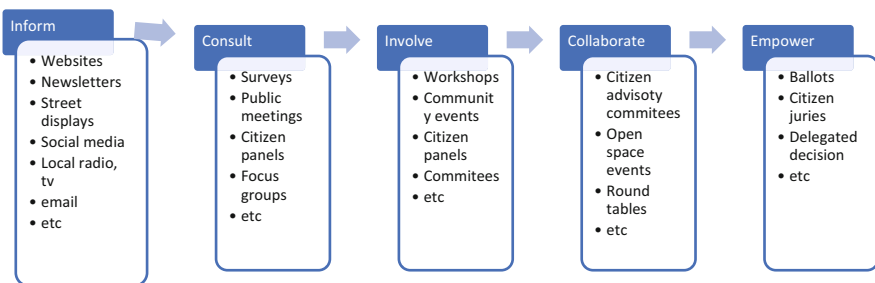 Inform
• Websites
• Newsletters
• Street
displays
• Social media
• Local radio,
tv
• email
• etc
Consult
• Surveys
• Public
meetings
• Citizen
panels
• Focus
groups
• etc
Involve
• Workshops
• Communit
y events
• Citizen
panels
• Commitees
• etc
Collaborate
• Citizen
advisoty
commitees
• Open
space
events
• Round
tables
• etc
Empower
• Ballots
• Citizen
juries
• Delegated
decision
• etc